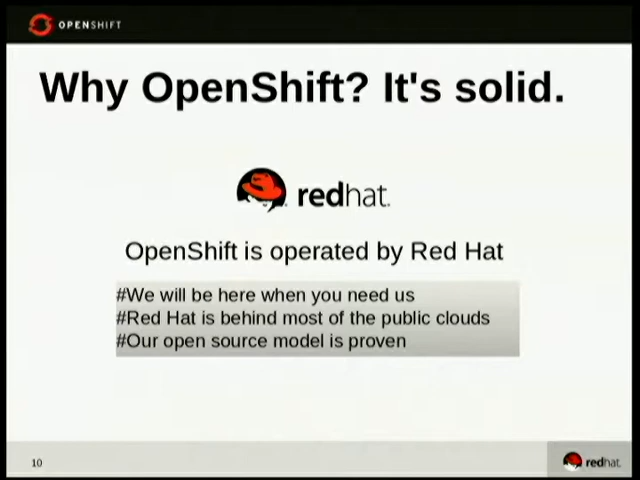 OPENSHIFT
Why OpenShift? It's solid.
redhat.
OpenShift is operated by Red Hat
#We will be here when you need us
#Red Hat is behind most of the public clouds
#Our open source model is proven
10
redhat